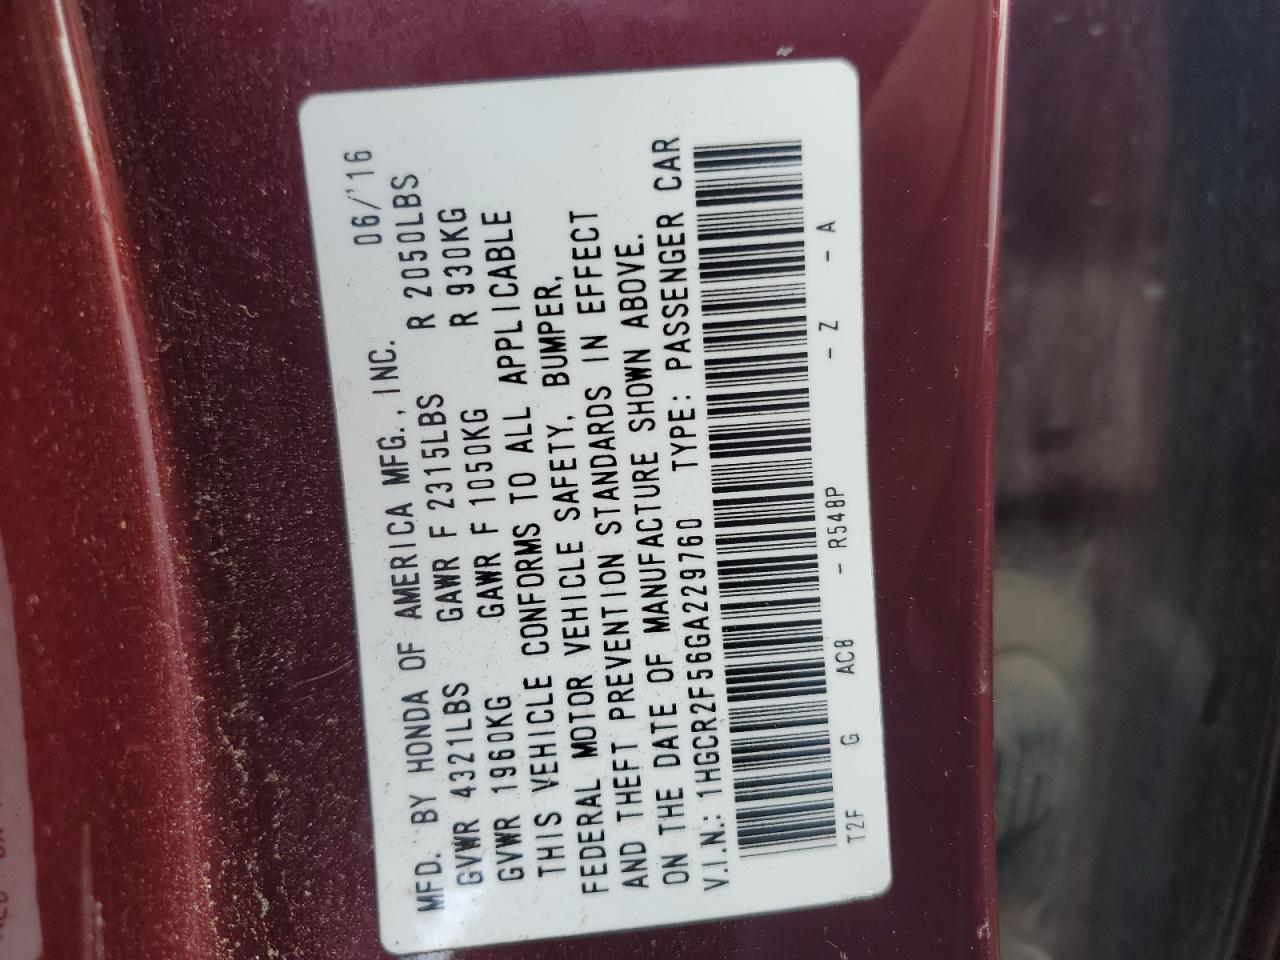 MFD. BY HONDA OF AMERICA MFG., INC. 06/'16
GVWR 4321LBS GAWR F 2315LBS R 2050LBS
GVWR 1960KG GAWR F 1050KG R 930KG
THIS VEHICLE CONFORMS TO ALL APPLICABLE
FEDERAL MOTOR VEHICLE SAFETY, BUMPER,
AND THEFT PREVENTION STANDARDS IN EFFECT
ON THE DATE OF MANUFACTURE SHOWN ABOVE.
V.I.N.: 1HGCR2F56GA229760 TYPE: PASSENGER CAR
T2F G AC8 - R548P - Z - A